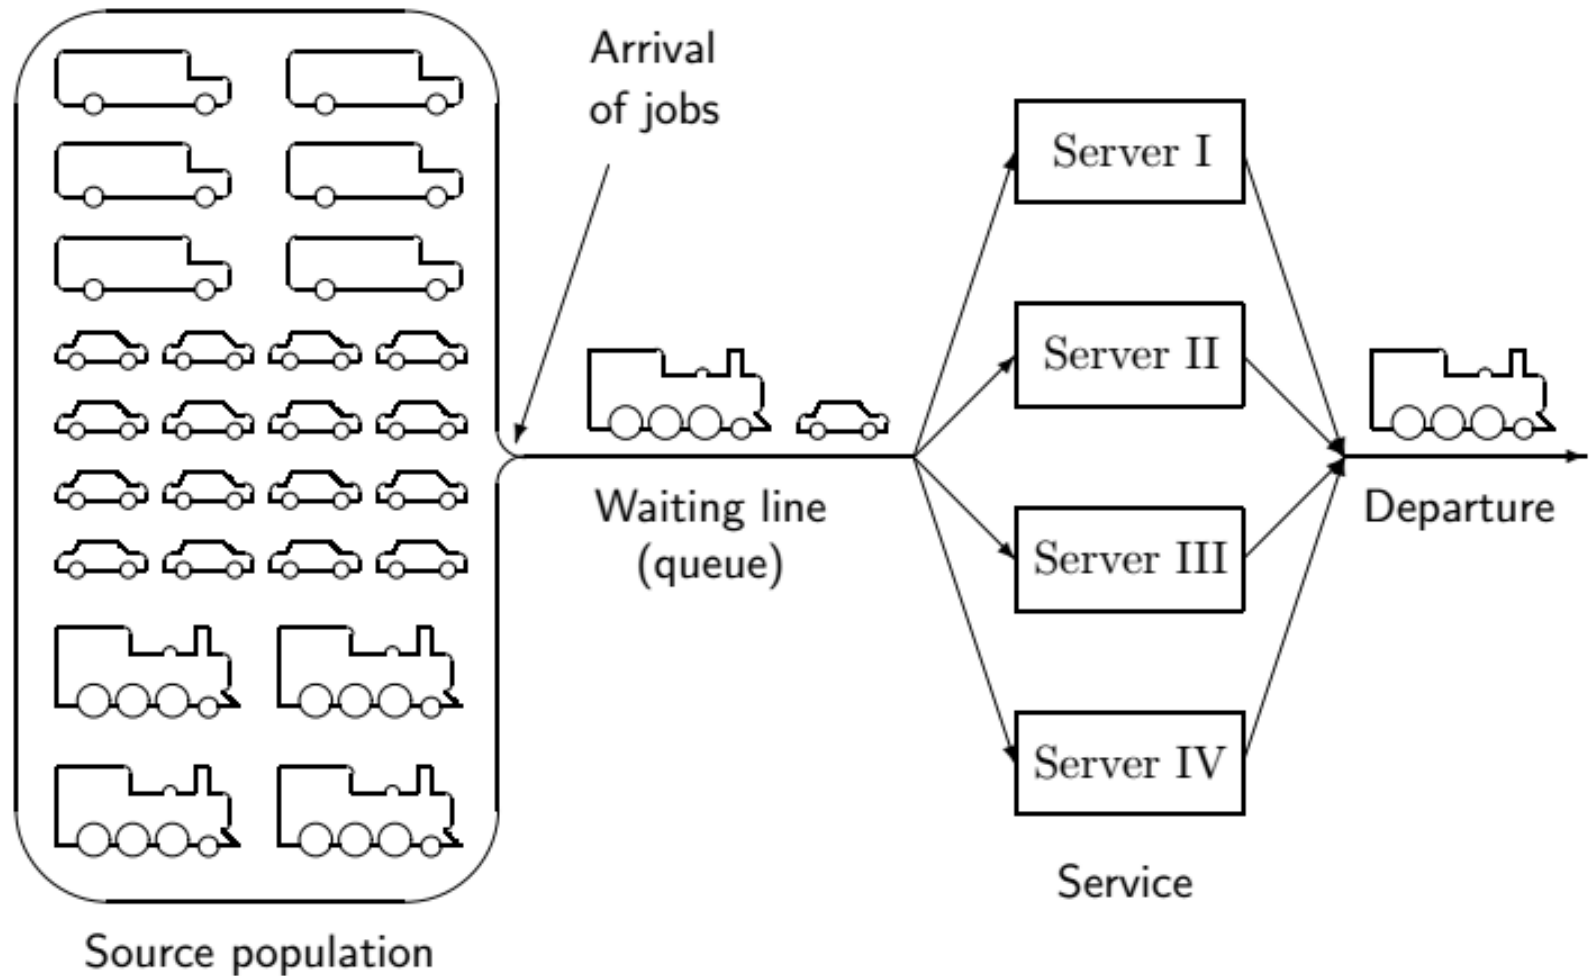 Arrival
of jobs
Server I
Server II
Waiting line
(queue)
Departure
Server III
Server IV
Service
Source population